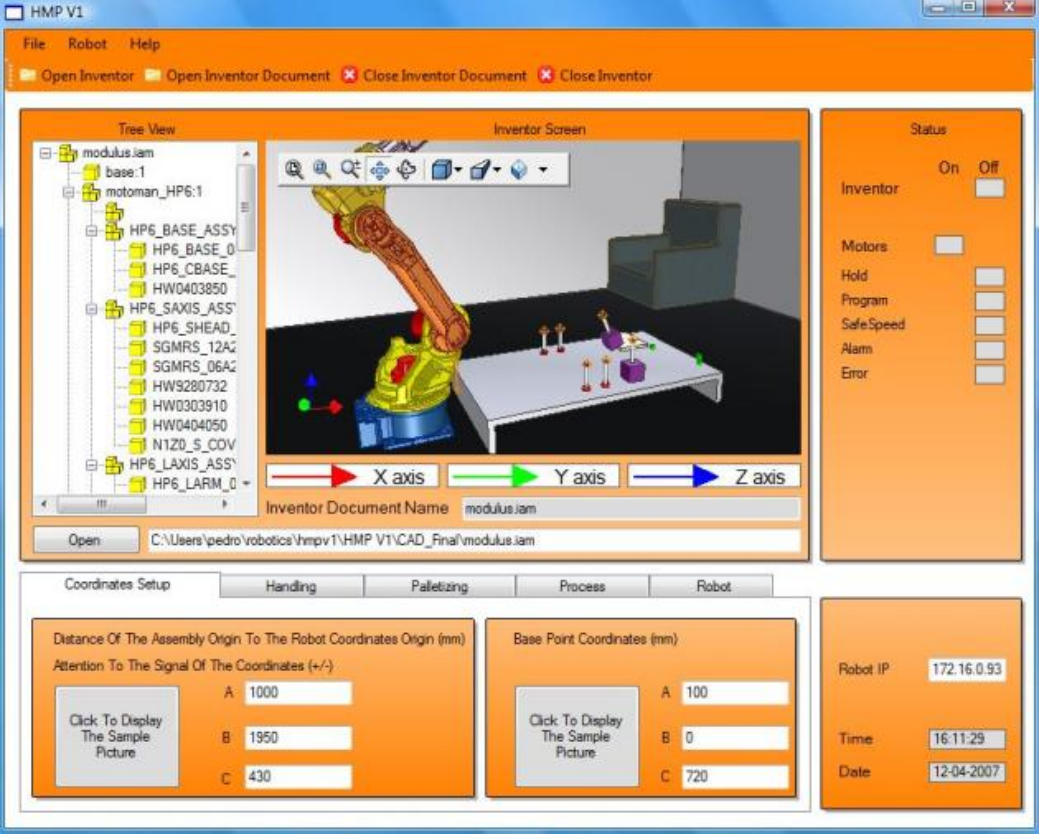 HMP V1
File Robot Help
Open Inventor Open Inventor Document Close Inventor Document Close Inventor
Tree View
modulus.iam
base:1
motoman_HP6:1
HP6_BASE_ASSY
HP6_BASE_0
HP6_CBASE_
HW0403850
HP6_SAXIS_ASS
HP6_SHEAD_
SGMRS_12A2
SGMRS_06A2
HW9280732
HW0303910
HW0404050
N1Z0_S_COV
HP6_LAXIS_ASS
HP6_LARM_0
Inventor Screen
X axis Y axis Z axis
Inventor Document Name modulus.iam
Open C:\Users\pedro\robotics\hmpv1\HMP V1\CAD_Final\modulus.iam
Status
On Off
Inventor
Motors
Hold
Program
SafeSpeed
Alarm
Error
Coordinates Setup Handling Palletizing Process Robot
Distance Of The Assembly Origin To The Robot Coordinates Origin (mm)
Attention To The Signal Of The Coordinates (+/-)
Click To Display
The Sample
Picture
A 1000
B 1950
C 430
Base Point Coordinates (mm)
Click To Display
The Sample
Picture
A 100
B 0
C 720
Robot IP 172.16.0.93
Time 16:11:29
Date 12-04-2007